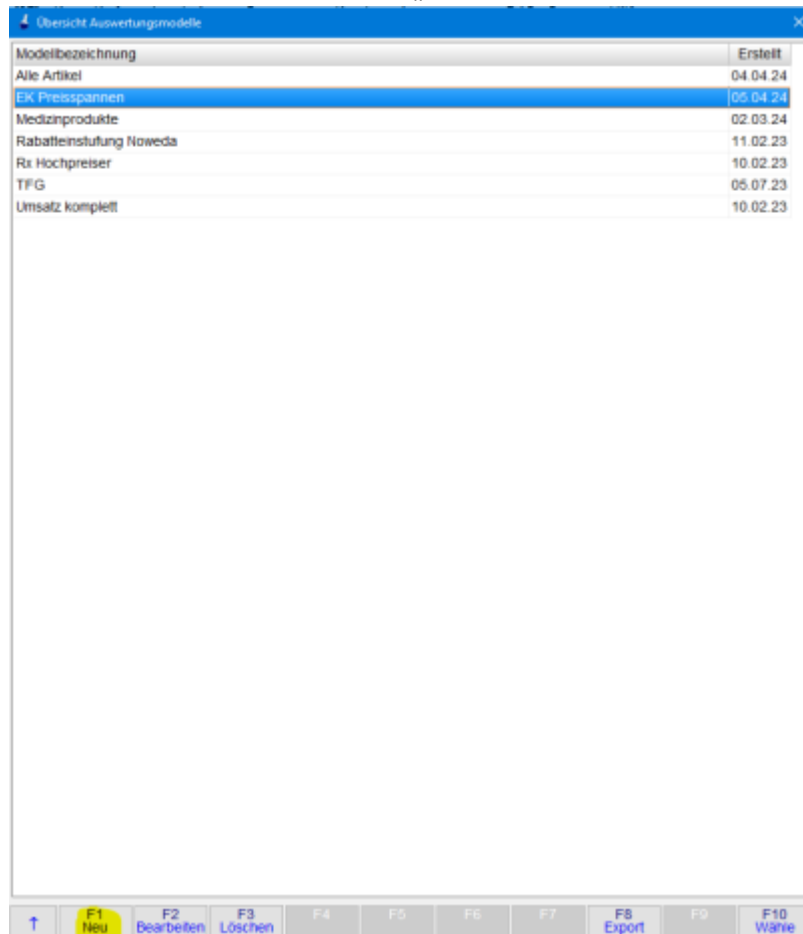 Übersicht Auswertungsmodelle
Modellbezeichnung Erstellt
Alle Artikel 04.04.24
EK Preisspannen 05.04.24
Medizinprodukte 02.03.24
Rabatteinstufung Noweda 11.02.23
Rx Hochpreiser 10.02.23
TFG 05.07.23
Umsatz komplett 10.02.23
F1 F2 F3 F4 F5 F6 F7 F8 F9 F10
Neu Bearbeiten Löschen Export Wähle